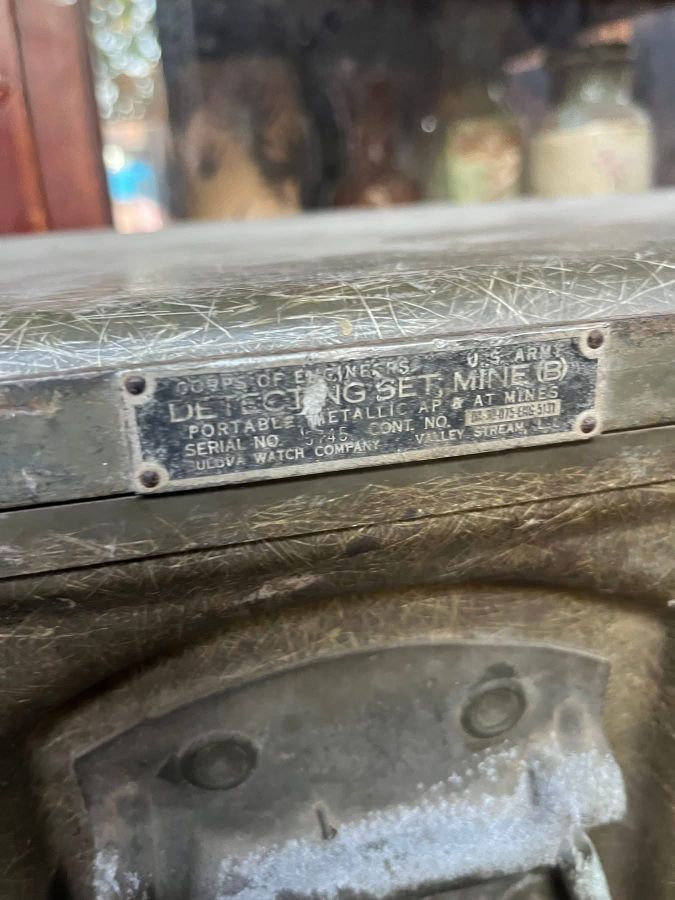 CORPS OF ENGINEERS U.S. ARMY
DETECTING SET, MINE (B)
PORTABLE METALLIC AP & AT MINES
SERIAL NO. CONT. NO.
BULOVA WATCH COMPANY VALLEY STREAM, L.I.